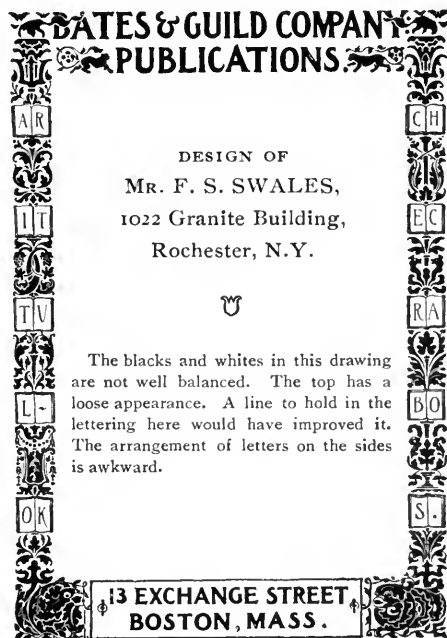 BATES & GUILD COMPANY
PUBLICATIONS.
AR CH
IT EC
TU RA
L- BO
OK S.
DESIGN OF
MR. F. S. SWALES,
1022 Granite Building,
Rochester, N.Y.
The blacks and whites in this drawing
are not well balanced. The top has a
loose appearance. A line to hold in the
lettering here would have improved it.
The arrangement of letters on the sides
is awkward.
13 EXCHANGE STREET,
BOSTON, MASS.